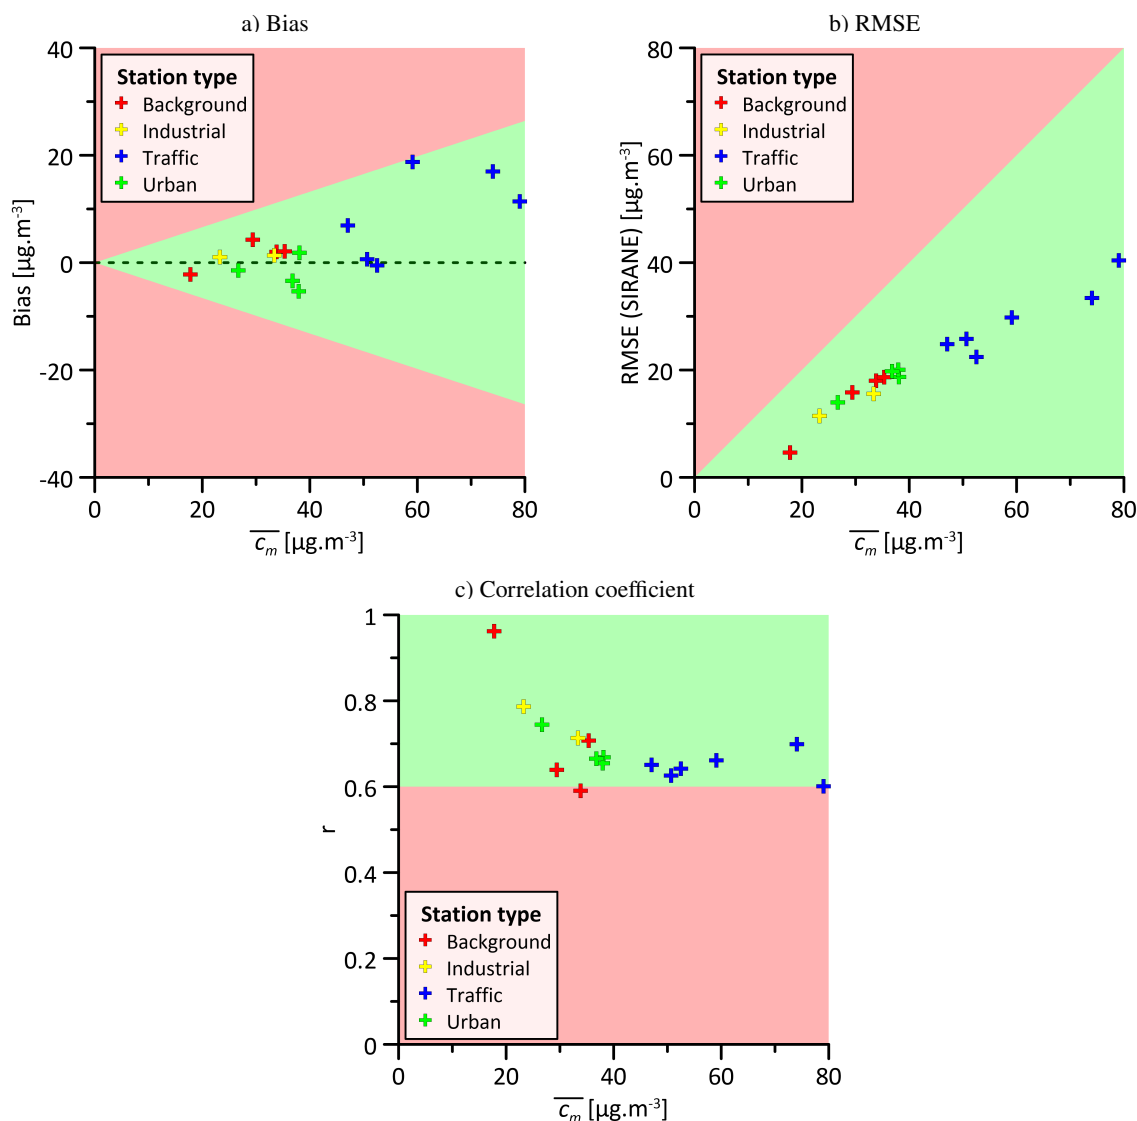 a) Bias
40
20
0
-20
-40
Bias [µg.m-3]
Station type
Background
Industrial
Traffic
Urban
0 20 40 60 80
cm [µg.m-3]
b) RMSE
80
60
40
20
0
RMSE (SIRANE) [µg.m-3]
Station type
Background
Industrial
Traffic
Urban
0 20 40 60 80
cm [µg.m-3]
c) Correlation coefficient
1
0.8
0.6
0.4
0.2
0
r
Station type
Background
Industrial
Traffic
Urban
0 20 40 60 80
cm [µg.m-3]